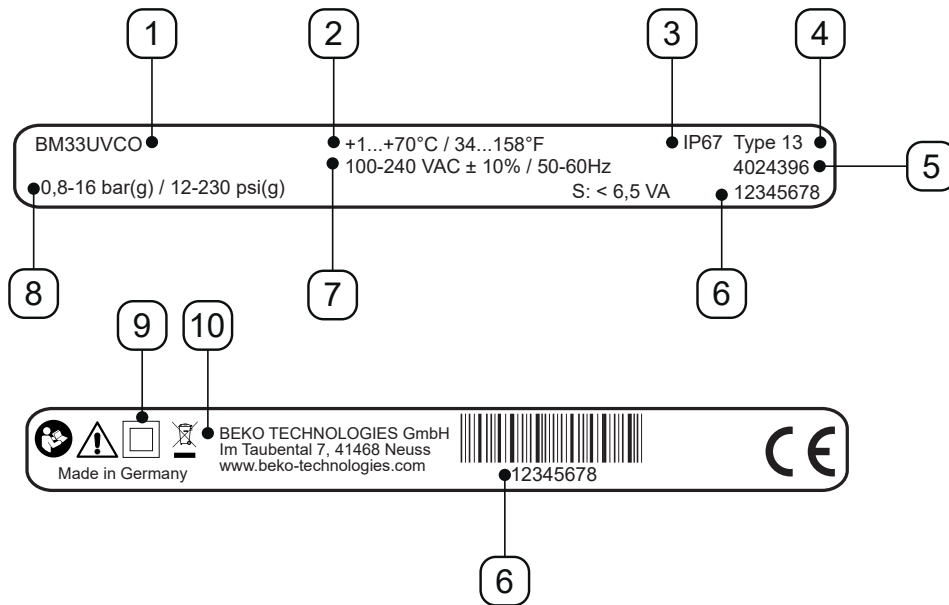 1 2 3 4
BM33UVCO +1...+70°C / 34...158°F IP67 Type 13
100-240 VAC ± 10% / 50-60Hz 4024396 5
0,8-16 bar(g) / 12-230 psi(g) S: < 6,5 VA 12345678
8 7 6
9 10
BEKO TECHNOLOGIES GmbH
Im Taubental 7, 41468 Neuss
Made in Germany www.beko-technologies.com 12345678
CE
6